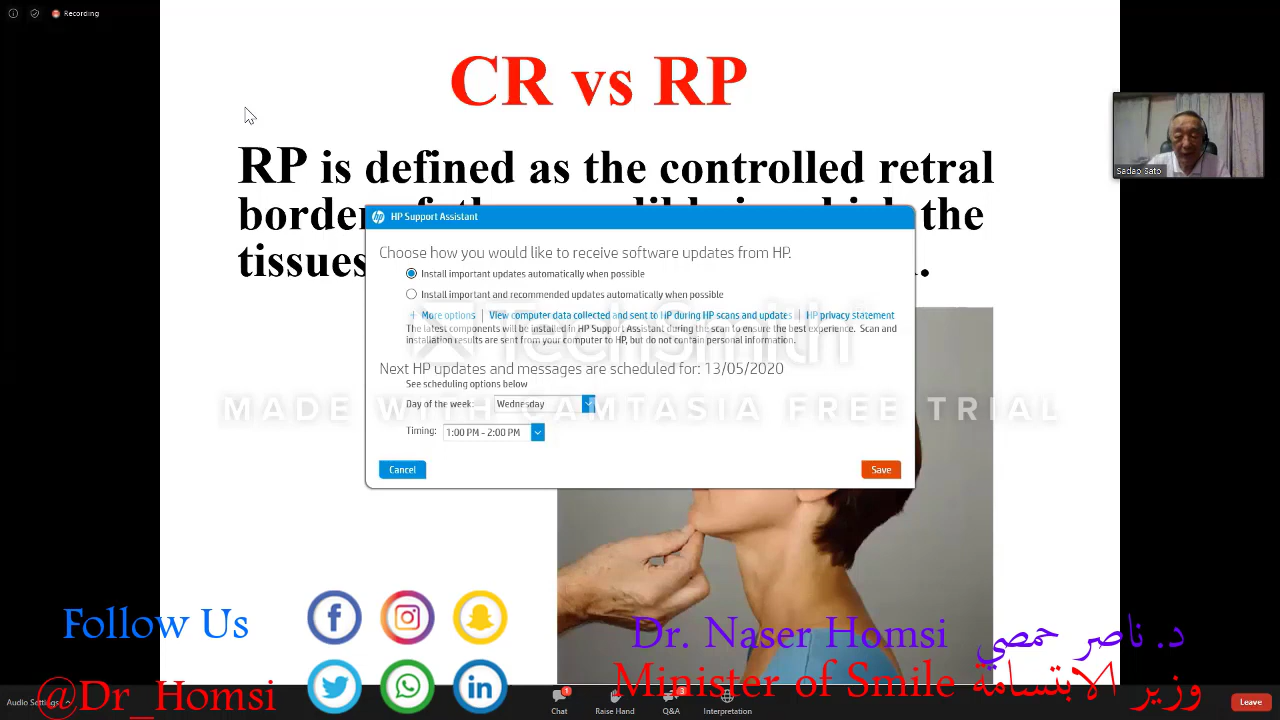 Recording
CR vs RP
RP is defined as the controlled retral
border the
tissues
Sadao Sato
HP Support Assistant
Choose how you would like to receive software updates from HP.
Install important updates automatically when possible
Install important and recommended updates automatically when possible
+ More options | View computer data collected and sent to HP during HP scans and updates | HP privacy statement
The latest components will be installed in HP Support Assistant during the scan to ensure the best experience. Scan and
installation results are sent from your computer to HP, but do not contain personal information.
TechSmith
Next HP updates and messages are scheduled for: 13/05/2020
See scheduling options below
Day of the week: Wednesday
MADE WITH CAMTASIA FREE TRIAL
Timing: 1:00 PM - 2:00 PM
Cancel Save
Follow Us
Dr. Naser Homsi د. ناصر حمصي
Minister of Smile وزير الابتسامة
@Dr_Homsi
Audio Settings Chat 1 Raise Hand Q&A 3 Interpretation Leave